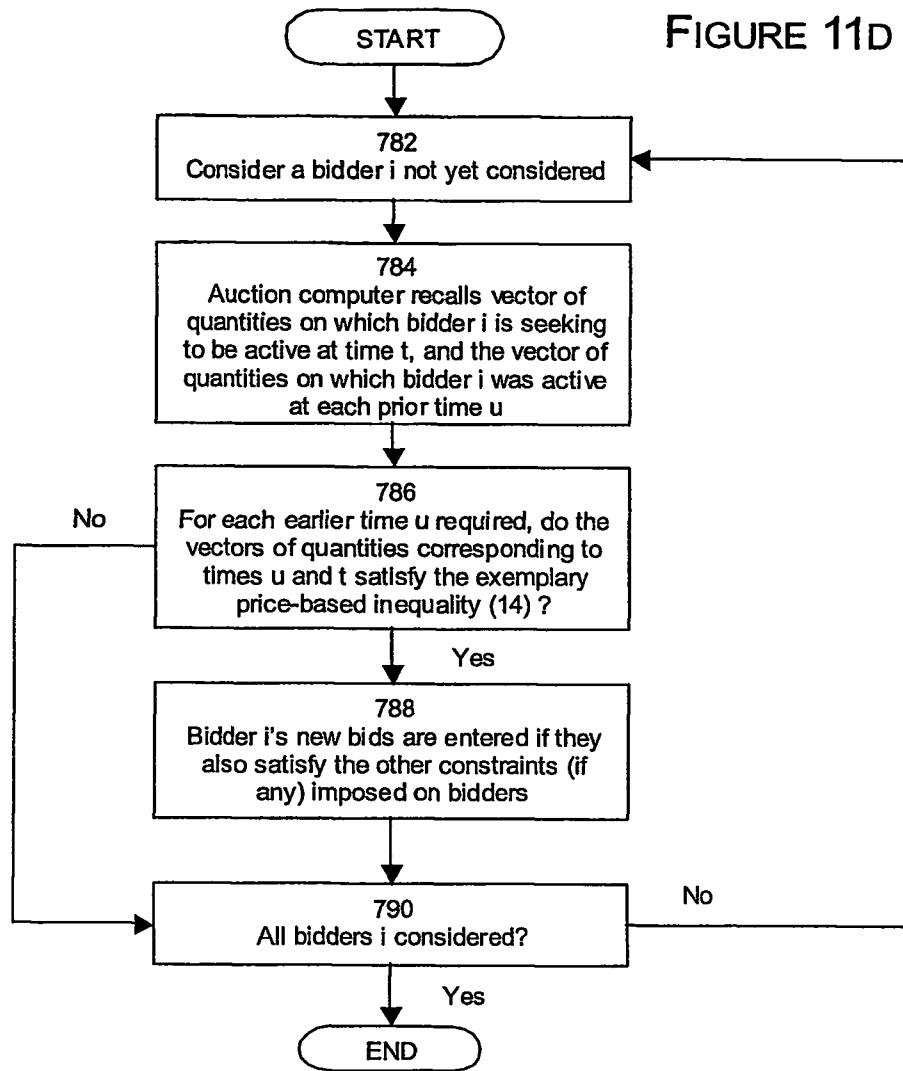 FIGURE 11D
START
782
Consider a bidder i not yet considered
784
Auction computer recalls vector of
quantities on which bidder i is seeking
to be active at time t, and the vector of
quantities on which bidder i was active
at each prior time u
786
For each earlier time u required, do the
vectors of quantities corresponding to
times u and t satisfy the exemplary
price-based inequality (14) ?
No
Yes
788
Bidder i's new bids are entered if they
also satisfy the other constraints (if
any) imposed on bidders
790
All bidders i considered?
No
Yes
END